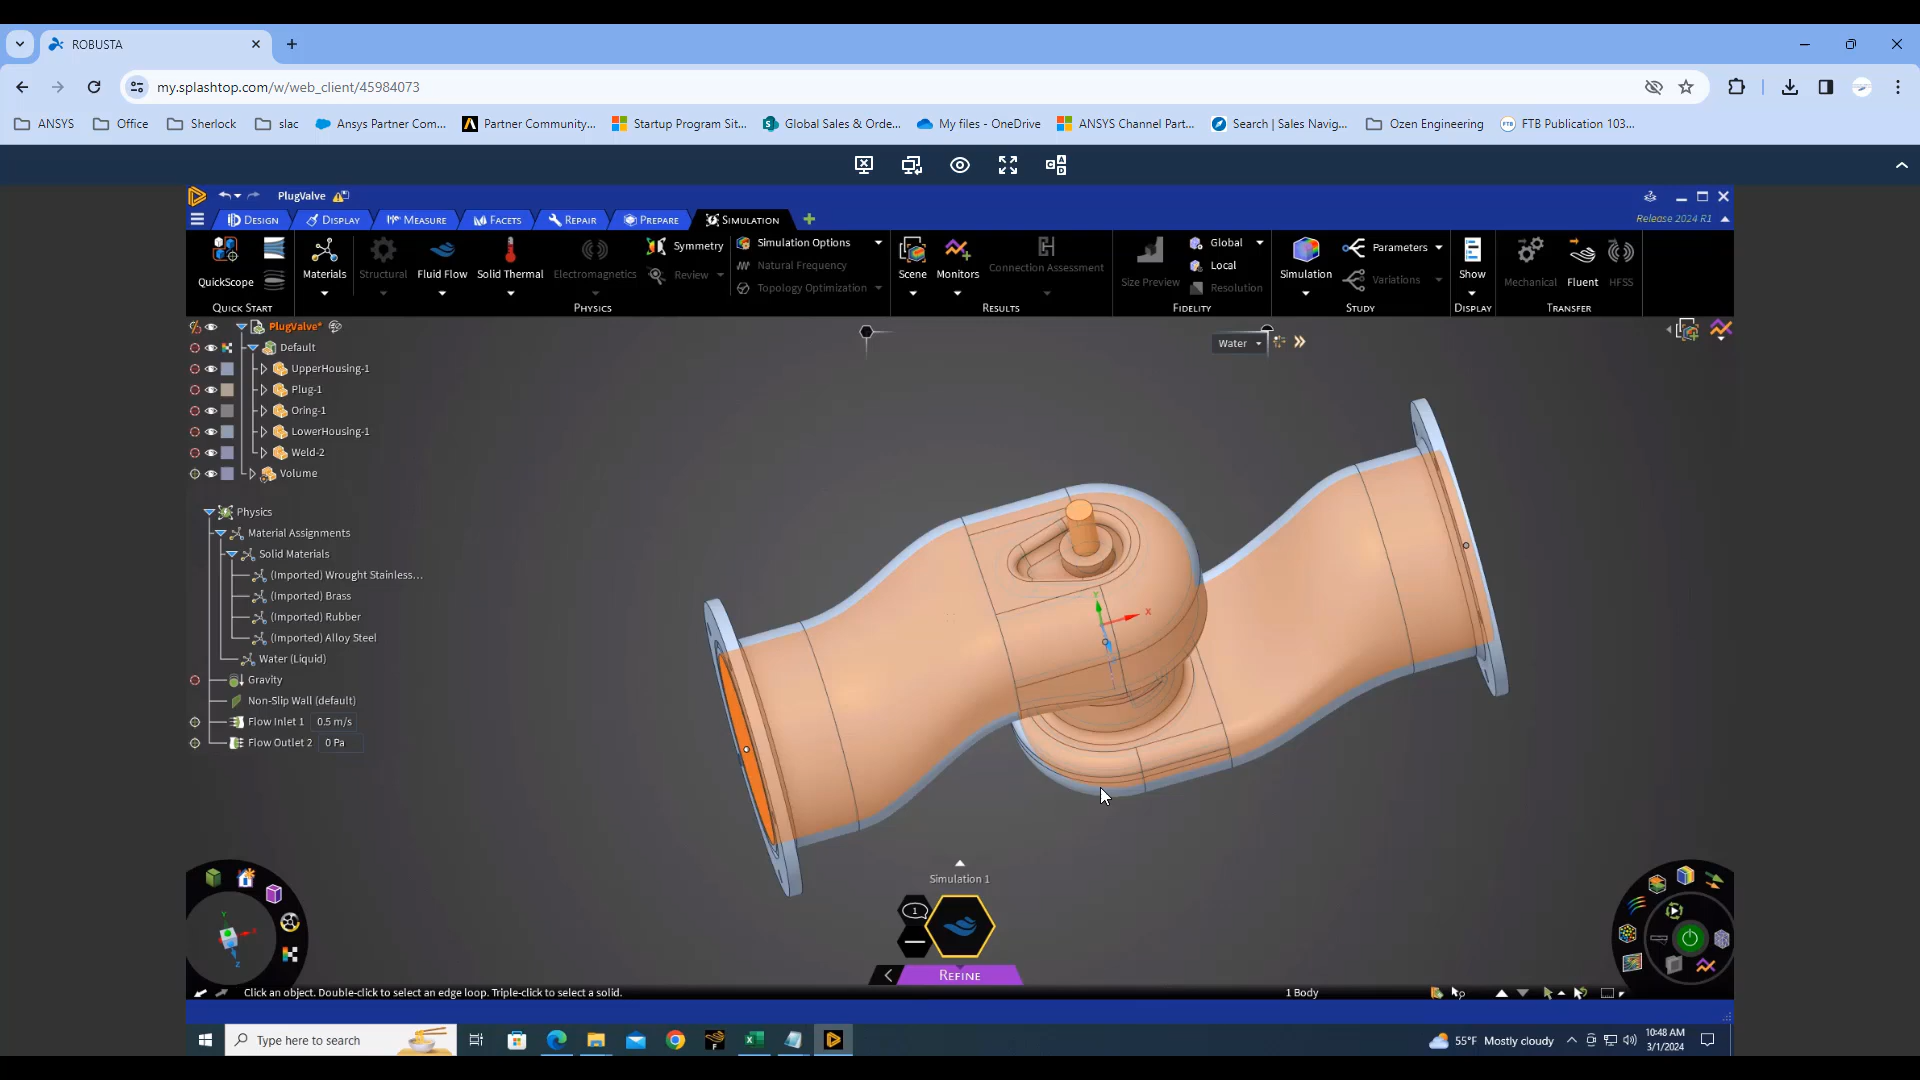 ROBUSTA
my.splashtop.com/w/web_client/45984073
ANSYS Office Sherlock slac Ansys Partner Com... Partner Community... Startup Program Sit... Global Sales & Orde... My files - OneDrive ANSYS Channel Part... Search | Sales Navig... Ozen Engineering FTB Publication 103...
PlugValve
DESIGN DISPLAY MEASURE FACETS REPAIR PREPARE SIMULATION
Release 2024 R1
Symmetry Simulation Options Global Parameters
Natural Frequency Local
QuickScope Materials Structural Fluid Flow Solid Thermal Electromagnetics Review Scene Monitors Connection Assessment Size Preview Simulation Variations Show Mechanical Fluent HFSS
Topology Optimization Resolution
QUICK START PHYSICS RESULTS FIDELITY STUDY DISPLAY TRANSFER
PlugValve*
Water
Default
UpperHousing-1
Plug-1
Oring-1
LowerHousing-1
Weld-2
Volume
Physics
Material Assignments
Solid Materials
(Imported) Wrought Stainless...
(Imported) Brass
(Imported) Rubber
(Imported) Alloy Steel
Water (Liquid)
Gravity
Non-Slip Wall (default)
Flow Inlet 1 0.5 m/s
Flow Outlet 2 0 Pa
Y
X
Simulation 1
1
REFINE
Y
X
Z
Click an object. Double-click to select an edge loop. Triple-click to select a solid.
1 Body
Type here to search
55°F Mostly cloudy
10:48 AM
3/1/2024